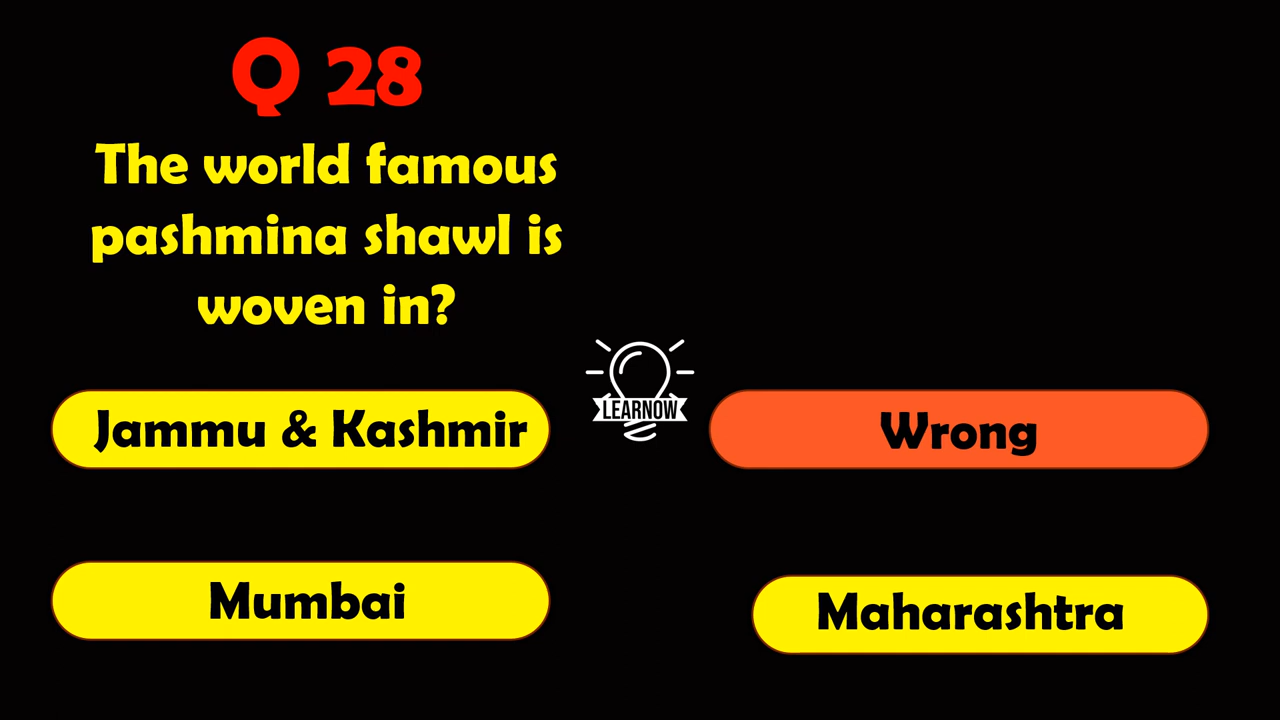 Q 28
The world famous
pashmina shawl is
woven in?
LEARNOW
Jammu & Kashmir
Wrong
Mumbai
Maharashtra